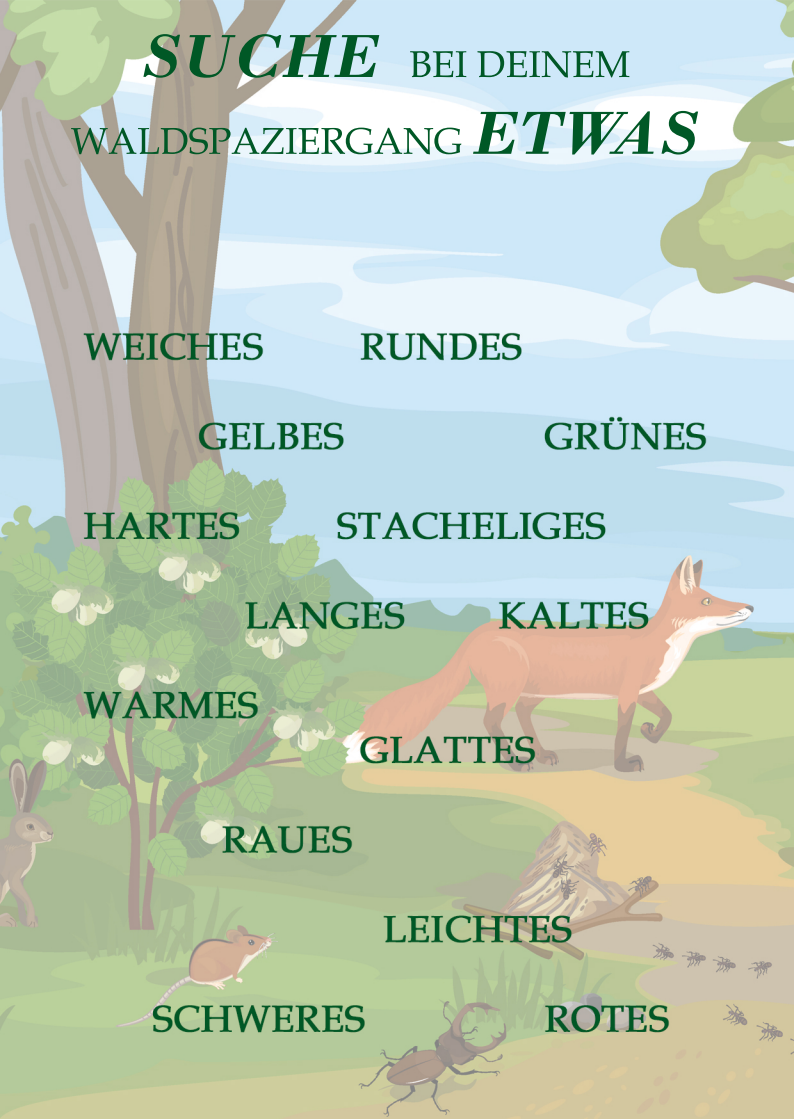 SUCHE BEI DEINEM
WALDSPAZIERGANG ETWAS
WEICHES RUNDES
GELBES GRÜNES
HARTES STACHELIGES
LANGES KALTES
WARMES
GLATTES
RAUES
LEICHTES
SCHWERES ROTES